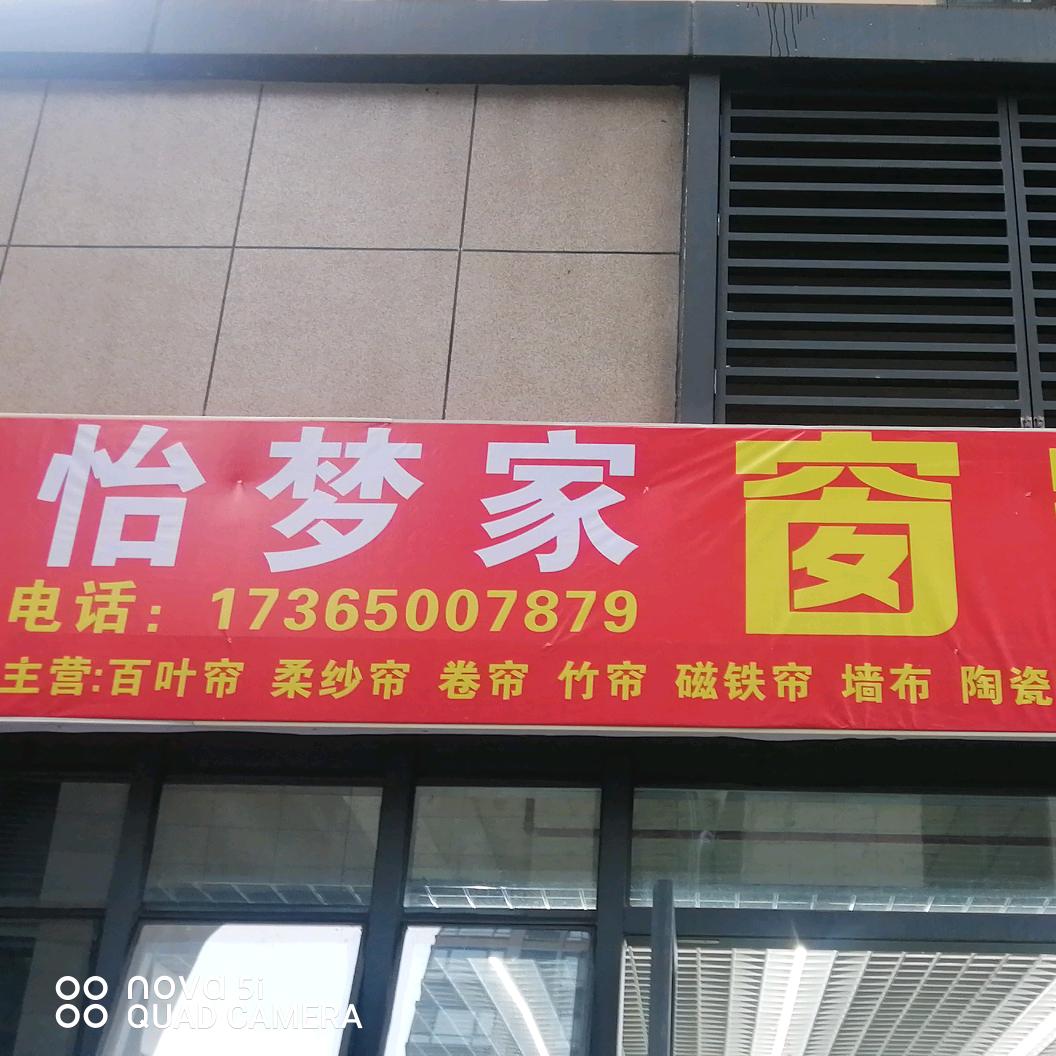 怡梦家 窗
电话：17365007879
主营:百叶帘 柔纱帘 卷帘 竹帘 磁铁帘 墙布 陶瓷
nova 5i
QUAD CAMERA